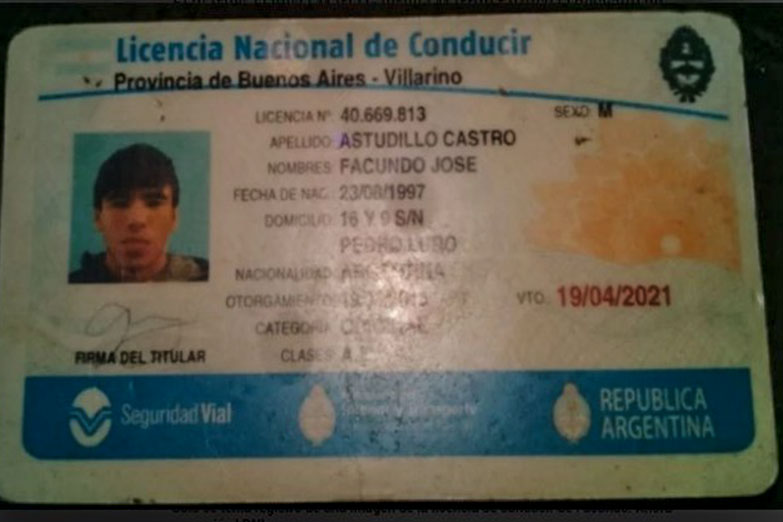 Licencia Nacional de Conducir
Provincia de Buenos Aires - Villarino
LICENCIA Nº 40.669.813 SEXO: M
APELLIDO ASTUDILLO CASTRO
NOMBRES: FACUNDO JOSE
FECHA DE NAC. 23/08/1997
DOMICILIO: 16 Y 9 S/N
PEDRO LURO
NACIONALIDAD ARGENTINA
OTORGAMIENTO VTO. 19/04/2021
CATEGORIA
CLASES A.
FIRMA DEL TITULAR
Seguridad Vial
REPUBLICA
ARGENTINA